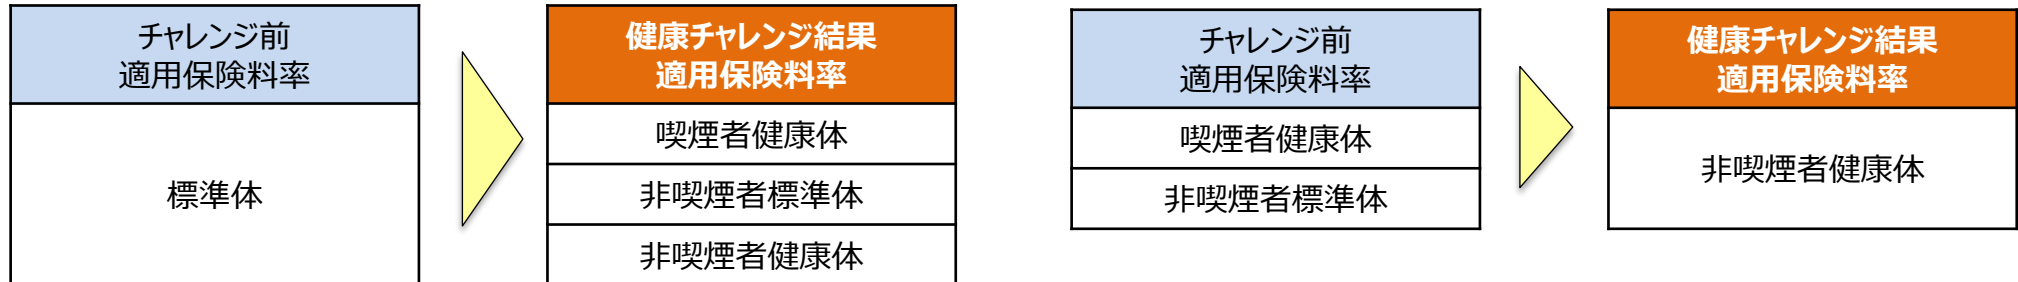 チャレンジ前
適用保険料率
標準体
健康チャレンジ結果
適用保険料率
喫煙者健康体
非喫煙者標準体
非喫煙者健康体
チャレンジ前
適用保険料率
喫煙者健康体
非喫煙者標準体
健康チャレンジ結果
適用保険料率
非喫煙者健康体